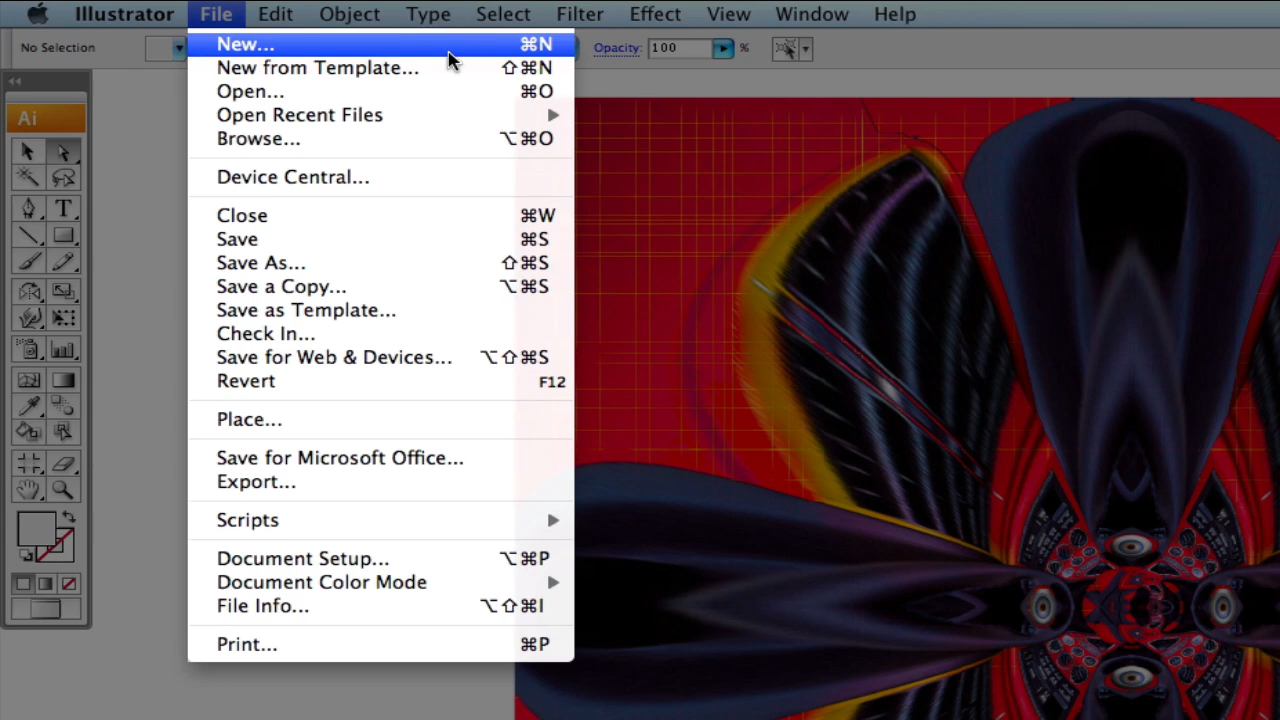 Illustrator File Edit Object Type Select Filter Effect View Window Help
No Selection Opacity: 100 %
Ai
New... ⌘N
New from Template... ⇧⌘N
Open... ⌘O
Open Recent Files
Browse... ⌥⌘O
Device Central...
Close ⌘W
Save ⌘S
Save As... ⇧⌘S
Save a Copy... ⌥⌘S
Save as Template...
Check In...
Save for Web & Devices... ⌥⇧⌘S
Revert F12
Place...
Save for Microsoft Office...
Export...
Scripts
Document Setup... ⌥⌘P
Document Color Mode
File Info... ⌥⇧⌘I
Print... ⌘P